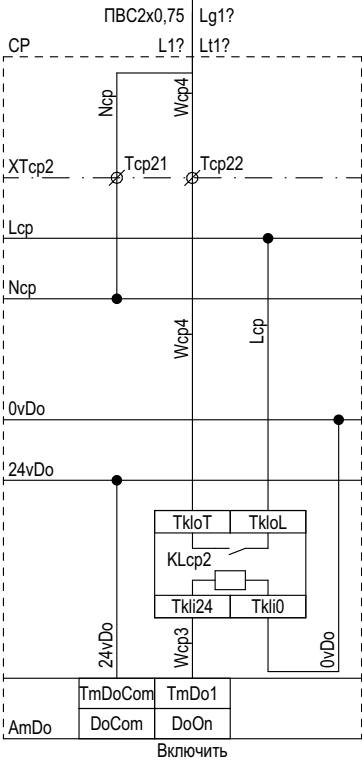 ПВС2x0,75 Lg1?
CP L1? Lt1?
Ncp Wcp4
XTcp2 Tcp21 Tcp22
Lcp
Ncp
Wcp4 Lcp
0vDo
24vDo
TkloT TkloL
KLcp2
Tkli24 Tkli0
24vDo Wcp3 0vDo
TmDoCom TmDo1
AmDo DoCom DoOn
Включить